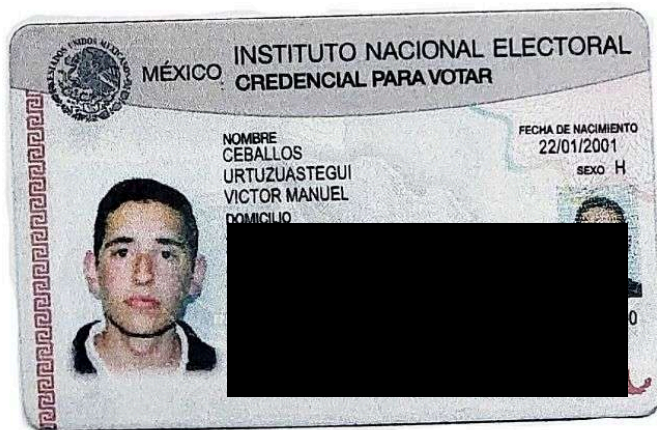 MÉXICO
INSTITUTO NACIONAL ELECTORAL
CREDENCIAL PARA VOTAR
NOMBRE
CEBALLOS
URTUZUASTEGUI
VICTOR MANUEL
DOMICILIO
FECHA DE NACIMIENTO
22/01/2001
SEXO H
0